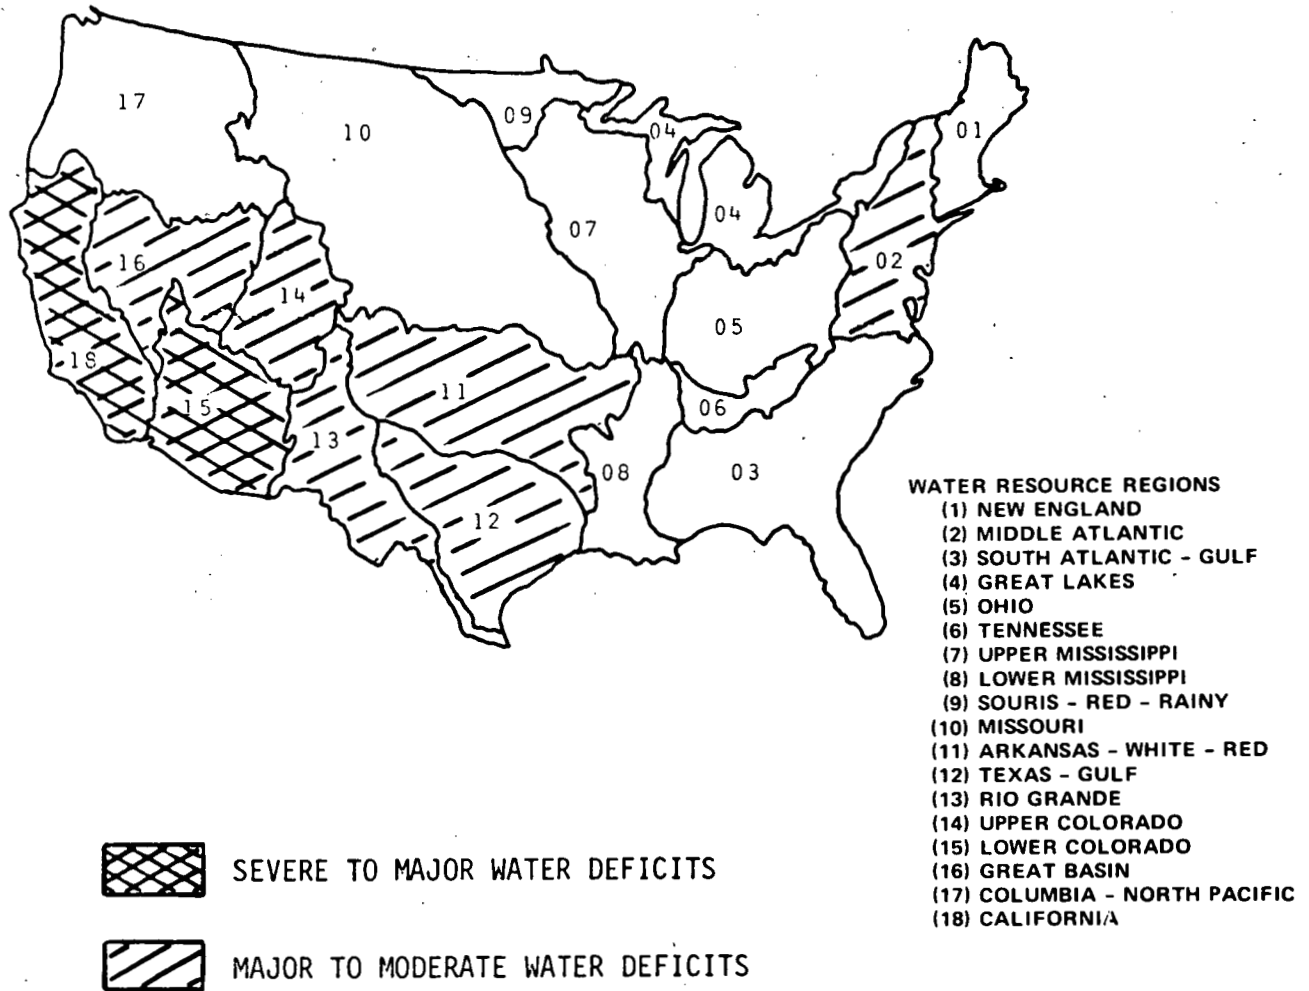 17
10
09
04
01
04
07
16
02
14
05
18
11
15
06
13
08
03
12
WATER RESOURCE REGIONS
(1) NEW ENGLAND
(2) MIDDLE ATLANTIC
(3) SOUTH ATLANTIC - GULF
(4) GREAT LAKES
(5) OHIO
(6) TENNESSEE
(7) UPPER MISSISSIPPI
(8) LOWER MISSISSIPPI
(9) SOURIS - RED - RAINY
(10) MISSOURI
(11) ARKANSAS - WHITE - RED
(12) TEXAS - GULF
(13) RIO GRANDE
(14) UPPER COLORADO
(15) LOWER COLORADO
(16) GREAT BASIN
(17) COLUMBIA - NORTH PACIFIC
(18) CALIFORNIA
SEVERE TO MAJOR WATER DEFICITS
MAJOR TO MODERATE WATER DEFICITS